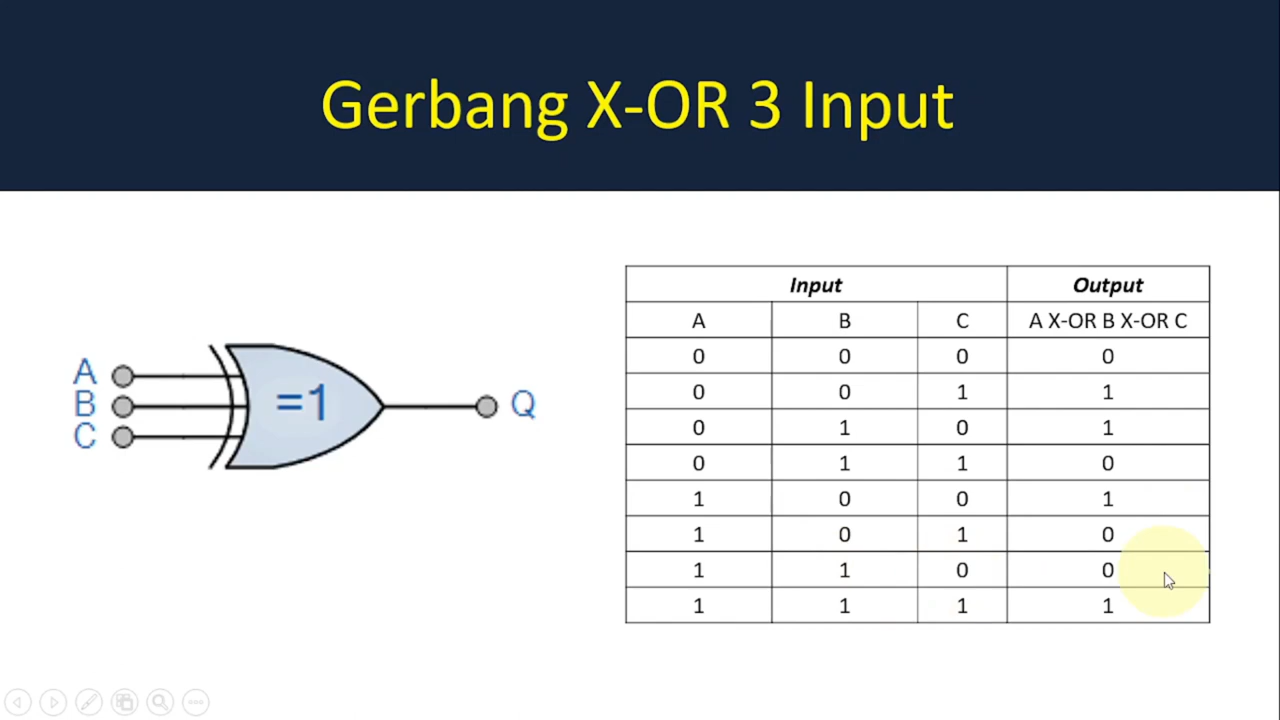 Gerbang X-OR 3 Input
A
B
C
=1
Q
Input Output
A B C A X-OR B X-OR C
0 0 0 0
0 0 1 1
0 1 0 1
0 1 1 0
1 0 0 1
1 0 1 0
1 1 0 0
1 1 1 1